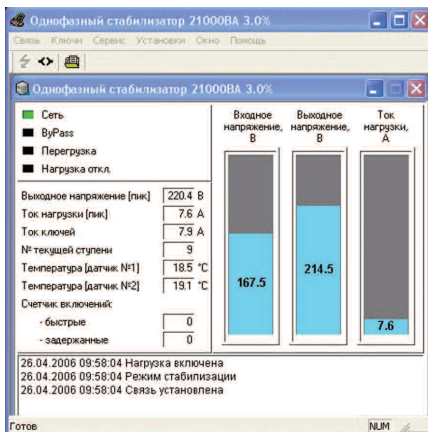 Однофазный стабилизатор 21000ВА 3.0%
Связь Ключи Сервис Установки Окно Помощь
Однофазный стабилизатор 21000ВА 3.0%
Сеть
ByPass
Перегрузка
Нагрузка откл.
Входное напряжение, В
Выходное напряжение, В
Ток нагрузки, А
Выходное напряжение [пик] 220.4 В
Ток нагрузки [пик] 7.6 А
Ток ключей 7.9 А
№ текущей ступени 9
Температура [датчик №1] 18.5 °C
Температура [датчик №2] 19.1 °C
Счетчик включений:
- быстрые 0
- задержанные 0
167.5
214.5
7.6
26.04.2006 09:58:04 Нагрузка включена
26.04.2006 09:58:04 Режим стабилизации
26.04.2006 09:58:04 Связь установлена
Готов NUM